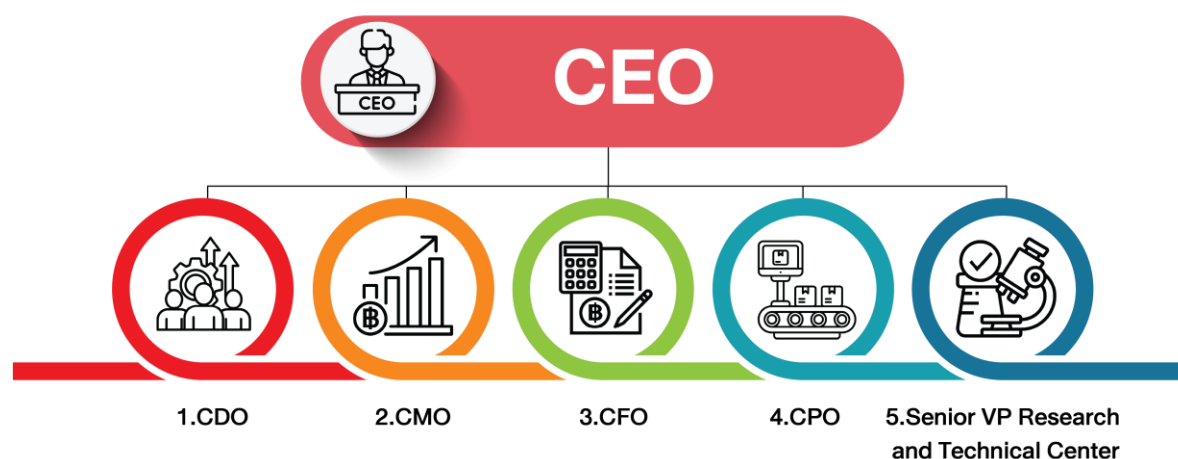 CEO
CEO
1.CDO
2.CMO
3.CFO
4.CPO
5.Senior VP Research
and Technical Center